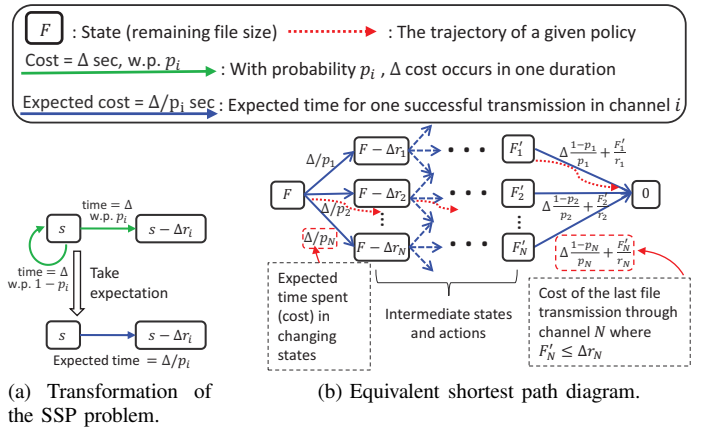 F : State (remaining file size) : The trajectory of a given policy
Cost = Δ sec, w.p. p_i : With probability p_i , Δ cost occurs in one duration
Expected cost = Δ/p_i sec : Expected time for one successful transmission in channel i
time = Δ
w.p. p_i
s
s − Δr_i
time = Δ
w.p. 1 − p_i
Take
expectation
s
s − Δr_i
Expected time = Δ/p_i
(a) Transformation of
the SSP problem.
F
Δ/p_1
Δ/p_2
Δ/p_N
F − Δr_1
F − Δr_2
⋮
F − Δr_N
• • •
• • •
• • •
F′_1
F′_2
⋮
F′_N
Δ (1−p_1)/p_1 + F′_1/r_1
Δ (1−p_2)/p_2 + F′_2/r_2
Δ (1−p_N)/p_N + F′_N/r_N
0
Expected
time spent
(cost) in
changing
states
Intermediate states
and actions
Cost of the last file
transmission through
channel N where
F′_N ≤ Δr_N
(b) Equivalent shortest path diagram.